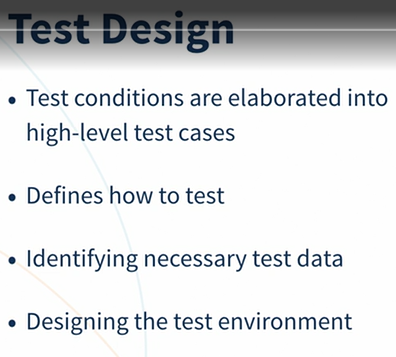 Test Design
• Test conditions are elaborated into
high-level test cases
• Defines how to test
• Identifying necessary test data
• Designing the test environment